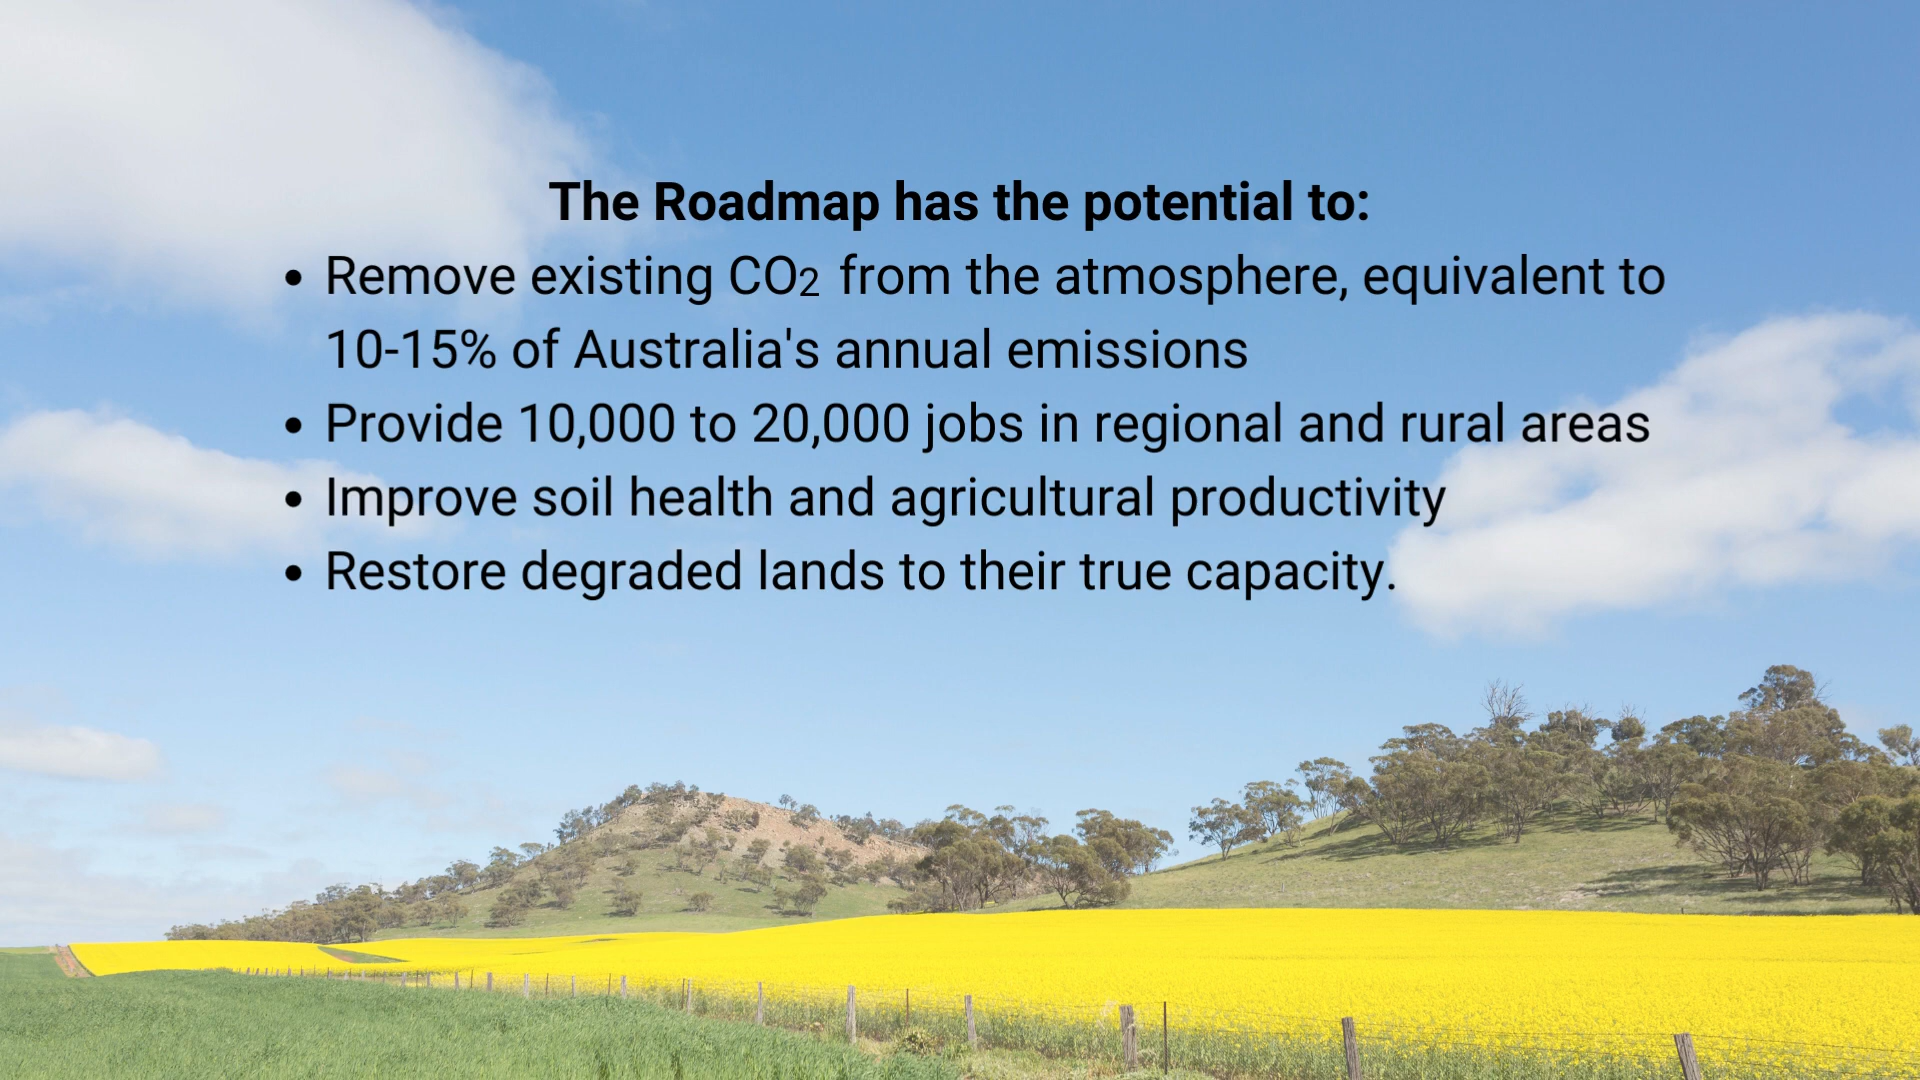 The Roadmap has the potential to:
• Remove existing CO2 from the atmosphere, equivalent to
10-15% of Australia's annual emissions
• Provide 10,000 to 20,000 jobs in regional and rural areas
• Improve soil health and agricultural productivity
• Restore degraded lands to their true capacity.